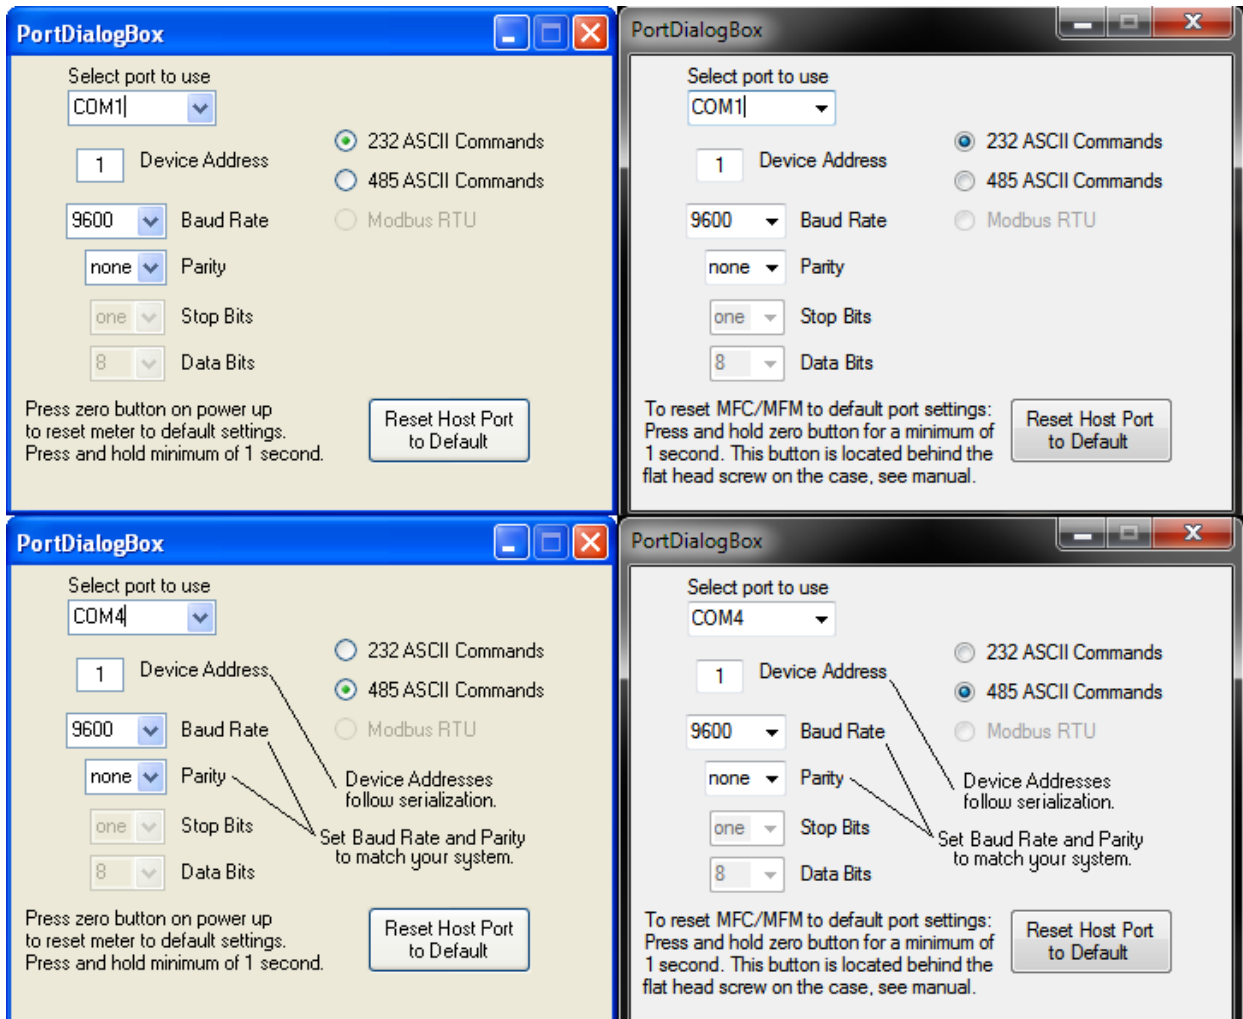 PortDialogBox
Select port to use
COM1
232 ASCII Commands
1 Device Address
485 ASCII Commands
9600 Baud Rate
Modbus RTU
none Parity
one Stop Bits
8 Data Bits
Press zero button on power up
to reset meter to default settings.
Press and hold minimum of 1 second.
Reset Host Port
to Default
PortDialogBox
Select port to use
COM1
232 ASCII Commands
1 Device Address
485 ASCII Commands
9600 Baud Rate
Modbus RTU
none Parity
one Stop Bits
8 Data Bits
To reset MFC/MFM to default port settings:
Press and hold zero button for a minimum of
1 second. This button is located behind the
flat head screw on the case, see manual.
Reset Host Port
to Default
PortDialogBox
Select port to use
COM4
232 ASCII Commands
1 Device Address
485 ASCII Commands
9600 Baud Rate
Modbus RTU
none Parity
Device Addresses
follow serialization.
one Stop Bits
Set Baud Rate and Parity
to match your system.
8 Data Bits
Press zero button on power up
to reset meter to default settings.
Press and hold minimum of 1 second.
Reset Host Port
to Default
PortDialogBox
Select port to use
COM4
232 ASCII Commands
1 Device Address
485 ASCII Commands
9600 Baud Rate
Modbus RTU
none Parity
Device Addresses
follow serialization.
one Stop Bits
Set Baud Rate and Parity
to match your system.
8 Data Bits
To reset MFC/MFM to default port settings:
Press and hold zero button for a minimum of
1 second. This button is located behind the
flat head screw on the case, see manual.
Reset Host Port
to Default